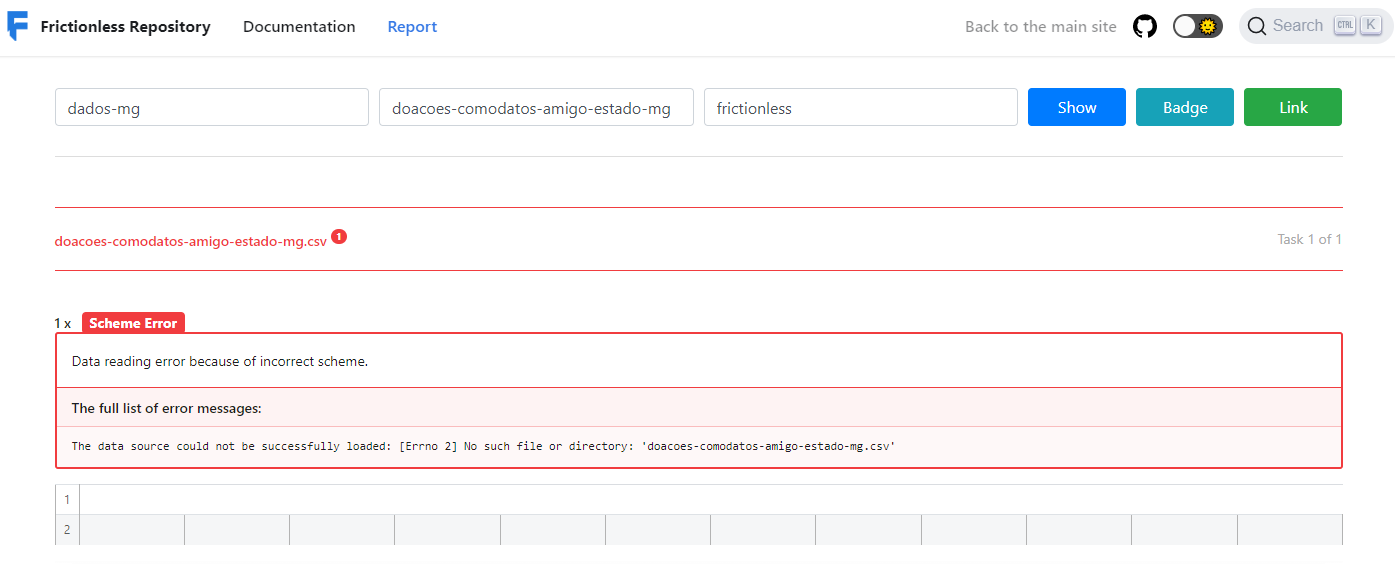 Frictionless Repository Documentation Report Back to the main site Search CTRL K
dados-mg doacoes-comodatos-amigo-estado-mg frictionless Show Badge Link
doacoes-comodatos-amigo-estado-mg.csv 1 Task 1 of 1
1 x Scheme Error
Data reading error because of incorrect scheme.
The full list of error messages:
The data source could not be successfully loaded: [Errno 2] No such file or directory: 'doacoes-comodatos-amigo-estado-mg.csv'
1
2